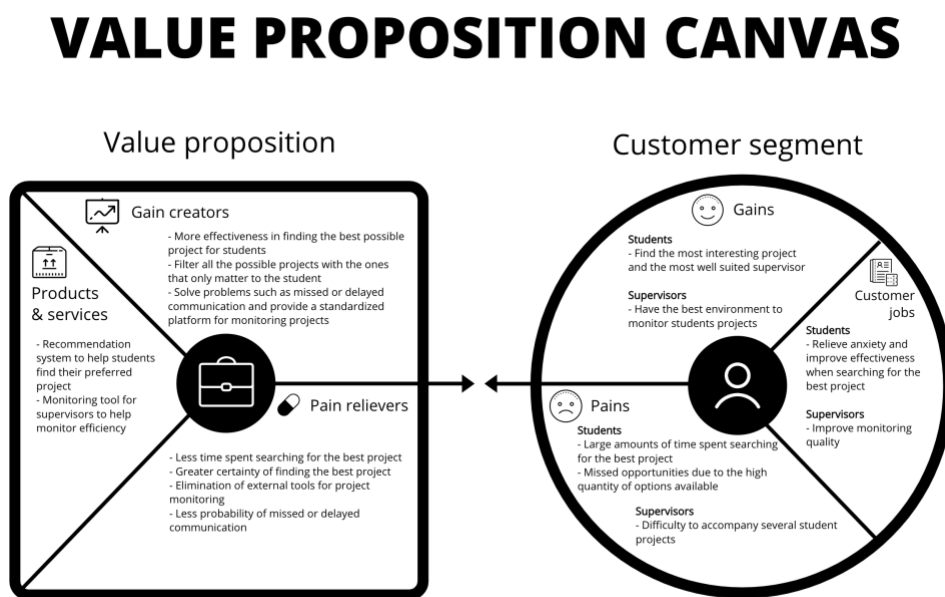 VALUE PROPOSITION CANVAS
Value proposition
Gain creators
- More effectiveness in finding the best possible
project for students
- Filter all the possible projects with the ones
that only matter to the student
- Solve problems such as missed or delayed
communication and provide a standardized
platform for monitoring projects
Products
& services
- Recommendation
system to help students
find their preferred
project
- Monitoring tool for
supervisors to help
monitor efficiency
Pain relievers
- Less time spent searching for the best project
- Greater certainty of finding the best project
- Elimination of external tools for project
monitoring
- Less probability of missed or delayed
communication
Customer segment
Gains
Students
- Find the most interesting project
and the most well suited supervisor
Supervisors
- Have the best environment to
monitor students projects
Customer
jobs
Students
- Relieve anxiety and
improve effectiveness
when searching for the
best project
Supervisors
- Improve monitoring
quality
Pains
Students
- Large amounts of time spent searching
for the best project
- Missed opportunities due to the high
quantity of options available
Supervisors
- Difficulty to accompany several student
projects